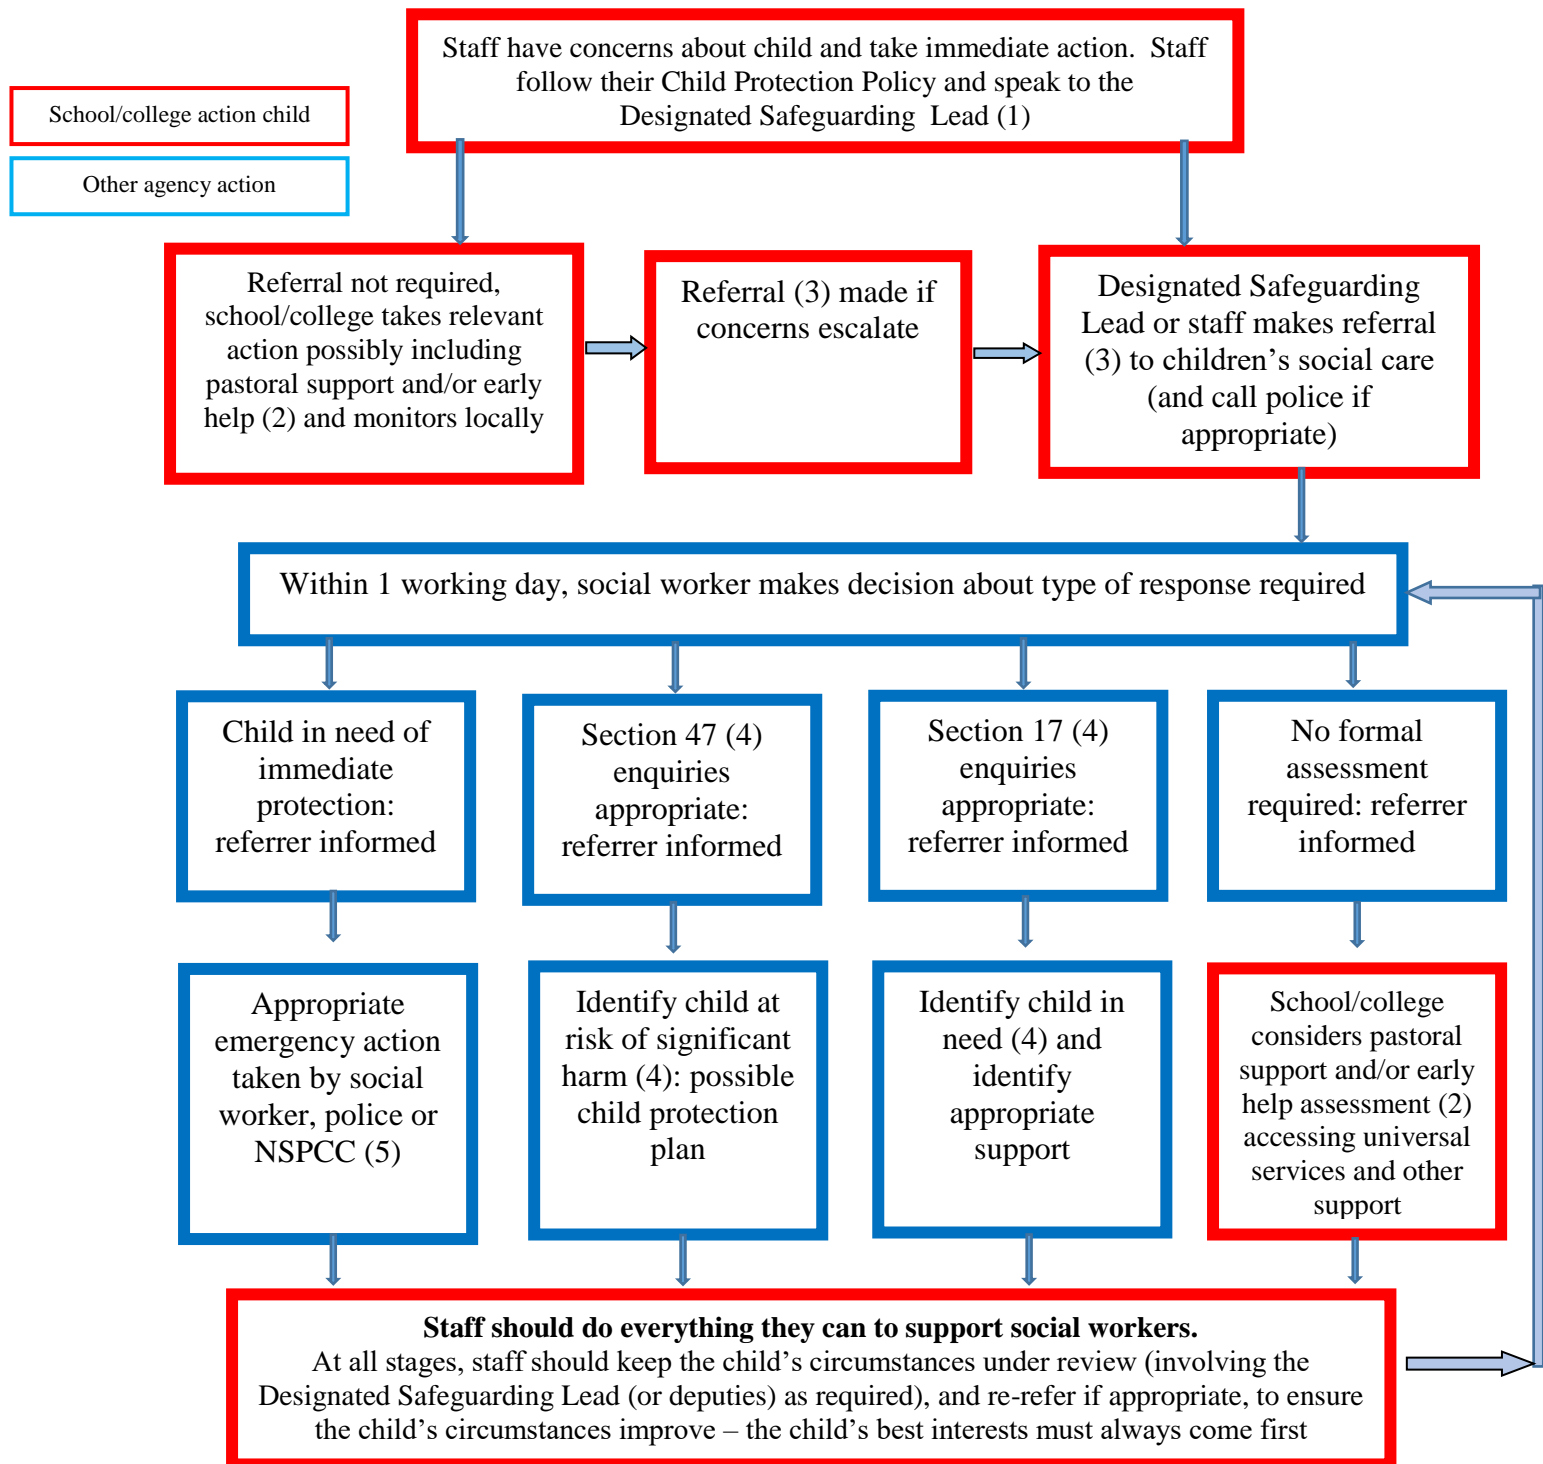 Staff have concerns about child and take immediate action.  Staff
follow their Child Protection Policy and speak to the
Designated Safeguarding  Lead (1)
School/college action child
Other agency action
Referral not required,
school/college takes relevant
action possibly including
pastoral support and/or early
help (2) and monitors locally
Referral (3) made if
concerns escalate
Designated Safeguarding
Lead or staff makes referral
(3) to children’s social care
(and call police if
appropriate)
Within 1 working day, social worker makes decision about type of response required
Child in need of
immediate
protection:
referrer informed
Section 47 (4)
enquiries
appropriate:
referrer informed
Section 17 (4)
enquiries
appropriate:
referrer informed
No formal
assessment
required: referrer
informed
Appropriate
emergency action
taken by social
worker, police or
NSPCC (5)
Identify child at
risk of significant
harm (4): possible
child protection
plan
Identify child in
need (4) and
identify
appropriate
support
School/college
considers pastoral
support and/or early
help assessment (2)
accessing universal
services and other
support
Staff should do everything they can to support social workers.
At all stages, staff should keep the child’s circumstances under review (involving the
Designated Safeguarding Lead (or deputies) as required), and re-refer if appropriate, to ensure
the child’s circumstances improve – the child’s best interests must always come first